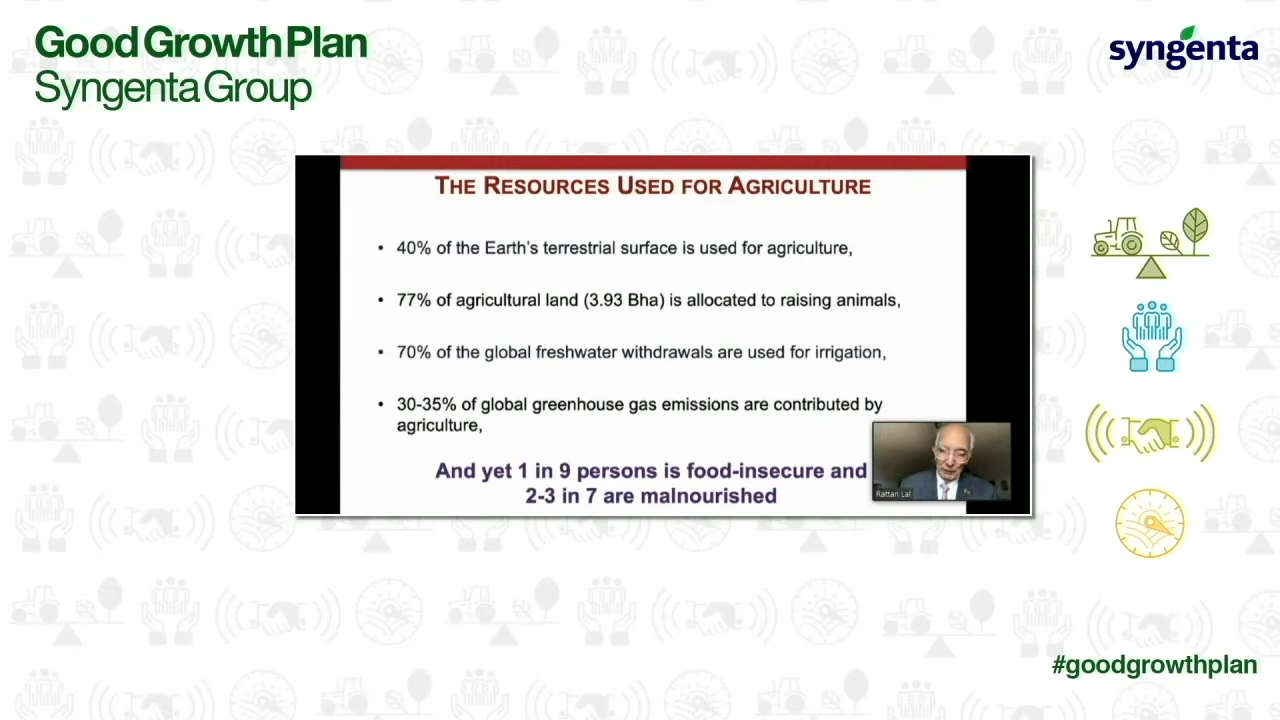 Good Growth Plan
Syngenta Group
syngenta
THE RESOURCES USED FOR AGRICULTURE
• 40% of the Earth's terrestrial surface is used for agriculture,
• 77% of agricultural land (3.93 Bha) is allocated to raising animals,
• 70% of the global freshwater withdrawals are used for irrigation,
• 30-35% of global greenhouse gas emissions are contributed by
agriculture,
And yet 1 in 9 persons is food-insecure and
2-3 in 7 are malnourished
Rattan Lal
#goodgrowthplan